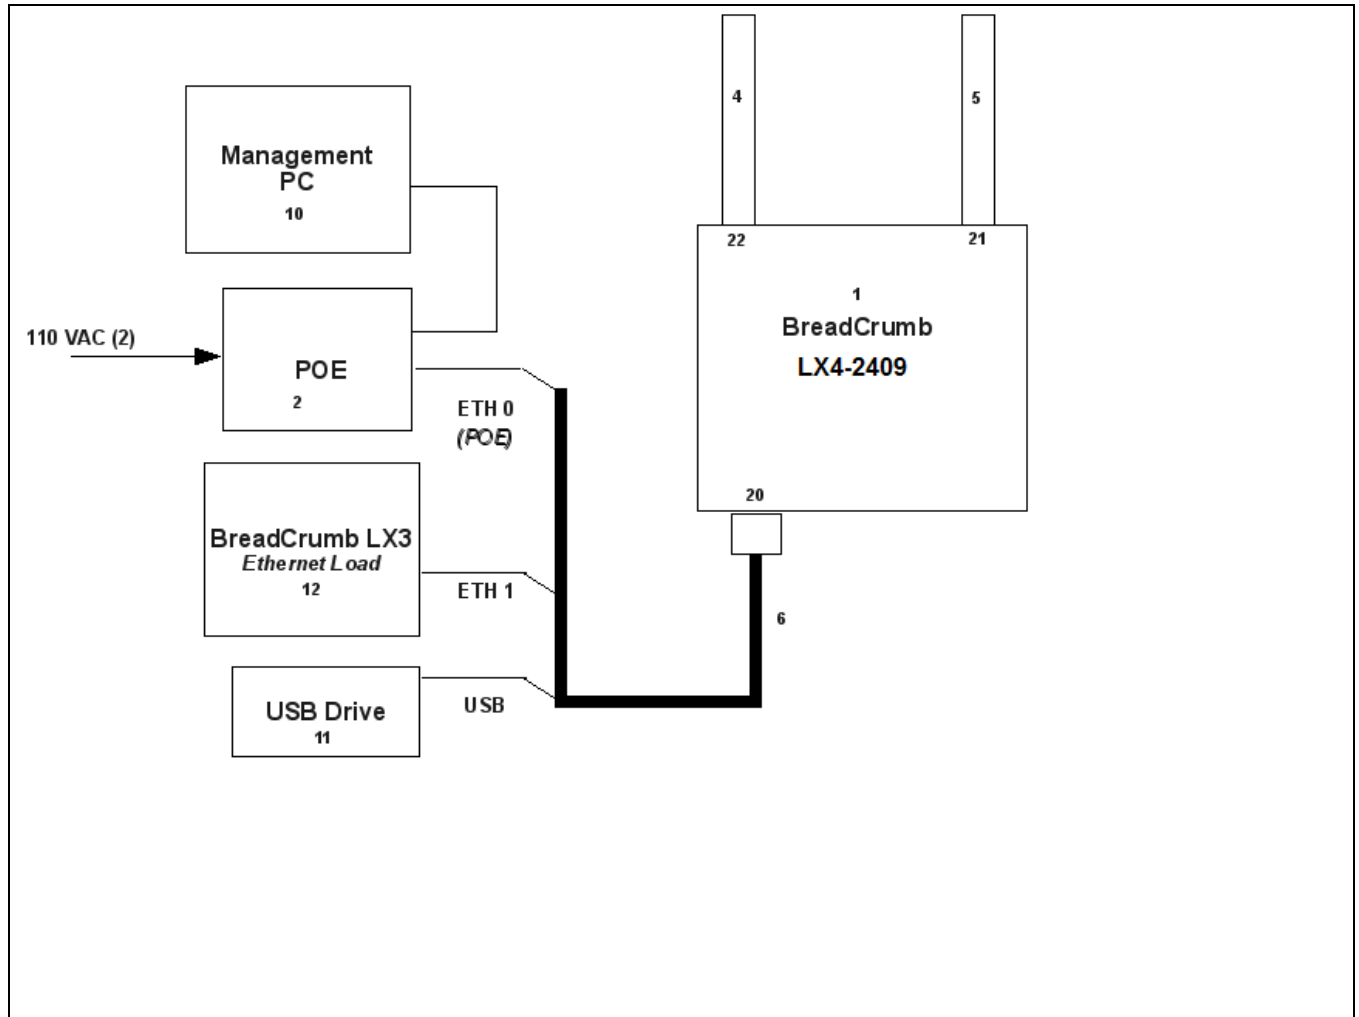 4
5
Management
PC
10
22
21
1
BreadCrumb
LX4-2409
110 VAC (2)
POE
2
ETH 0
(POE)
20
BreadCrumb LX3
Ethernet Load
12
ETH 1
6
USB Drive
11
USB